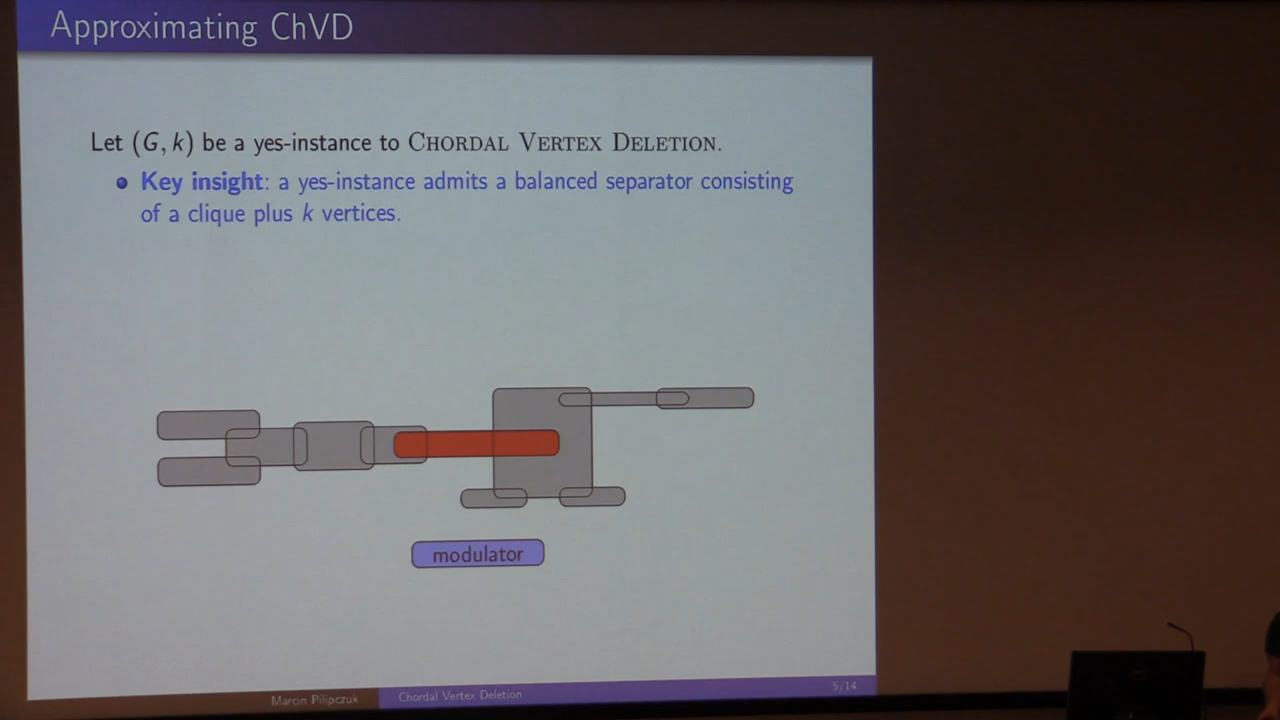 Approximating ChVD
Let (G, k) be a yes-instance to CHORDAL VERTEX DELETION.
Key insight: a yes-instance admits a balanced separator consisting
of a clique plus k vertices.
modulator
Marcin Pilipczuk
Chordal Vertex Deletion
5/14